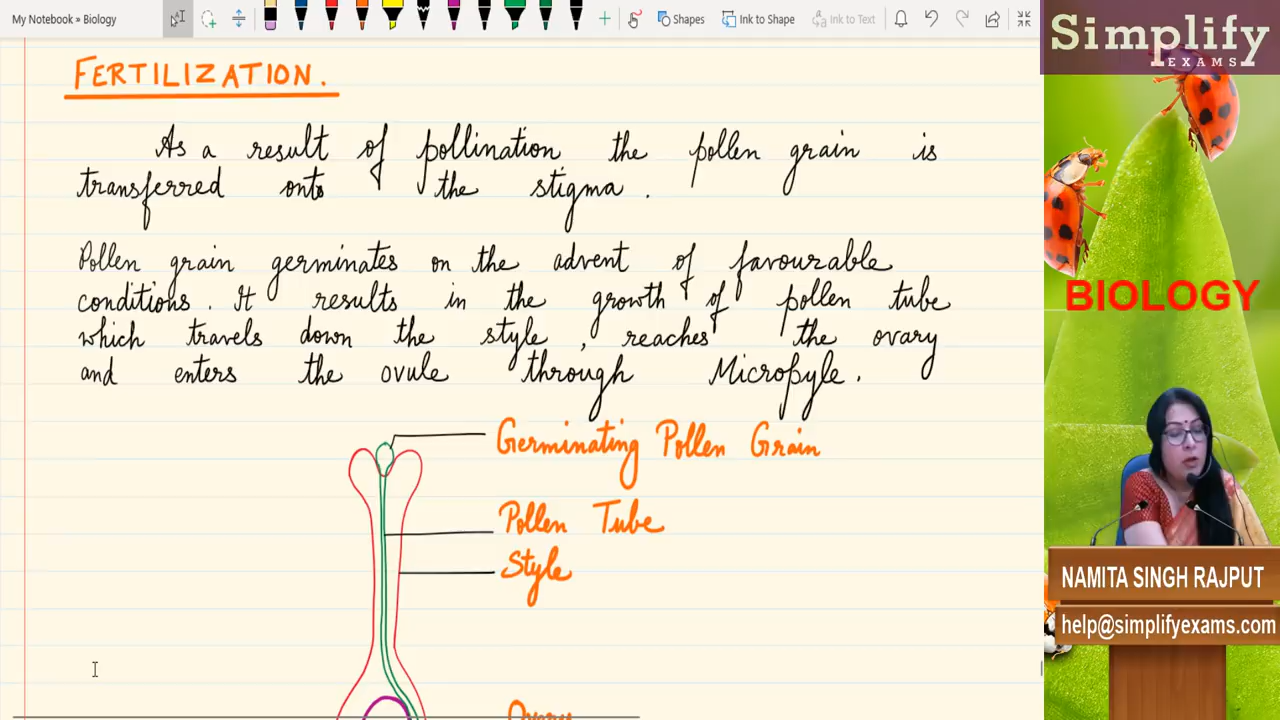 My Notebook » Biology
Shapes
Ink to Shape
Ink to Text
Simplify
EXAMS
FERTILIZATION.
As a result of pollination the pollen grain is
transferred onto the stigma.
Pollen grain germinates on the advent of favourable
conditions. It results in the growth of pollen tube
which travels down the style, reaches the ovary
and enters the ovule through Micropyle.
Germinating Pollen Grain
Pollen Tube
Style
Ovary
BIOLOGY
NAMITA SINGH RAJPUT
help@simplifyexams.com